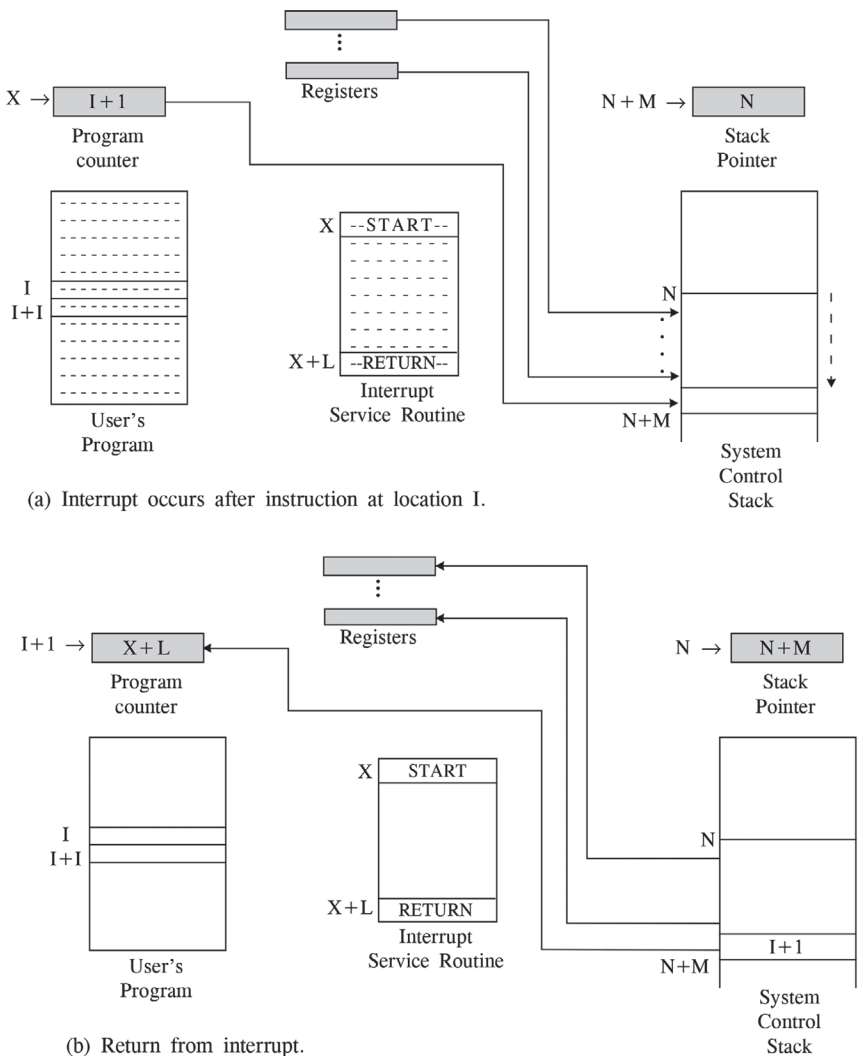 X → I+1
Program
counter
Registers
N+M → N
Stack
Pointer
I
I+I
User's
Program
X --START--
X+L --RETURN--
Interrupt
Service Routine
N
N+M
System
Control
Stack
(a) Interrupt occurs after instruction at location I.
Registers
I+1 → X+L
Program
counter
N → N+M
Stack
Pointer
I
I+I
User's
Program
X START
X+L RETURN
Interrupt
Service Routine
N
I+1
N+M
System
Control
Stack
(b) Return from interrupt.